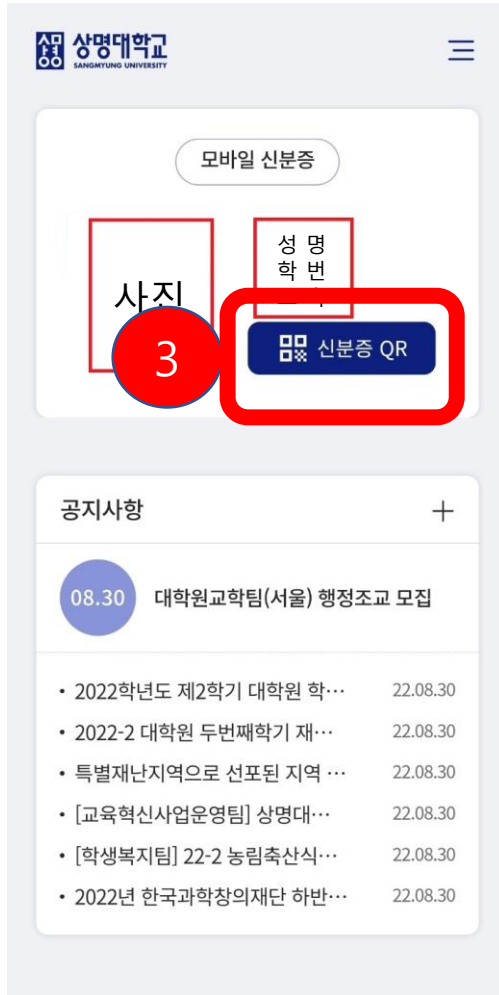 상명
상명대학교
SANGMYUNG UNIVERSITY
모바일 신분증
사진
성 명
학 번
3
신분증 QR
공지사항
08.30 대학원교학팀(서울) 행정조교 모집
• 2022학년도 제2학기 대학원 학… 22.08.30
• 2022-2 대학원 두번째학기 재… 22.08.30
• 특별재난지역으로 선포된 지역 … 22.08.30
• [교육혁신사업운영팀] 상명대… 22.08.30
• [학생복지팀] 22-2 농림축산식… 22.08.30
• 2022년 한국과학창의재단 하반… 22.08.30